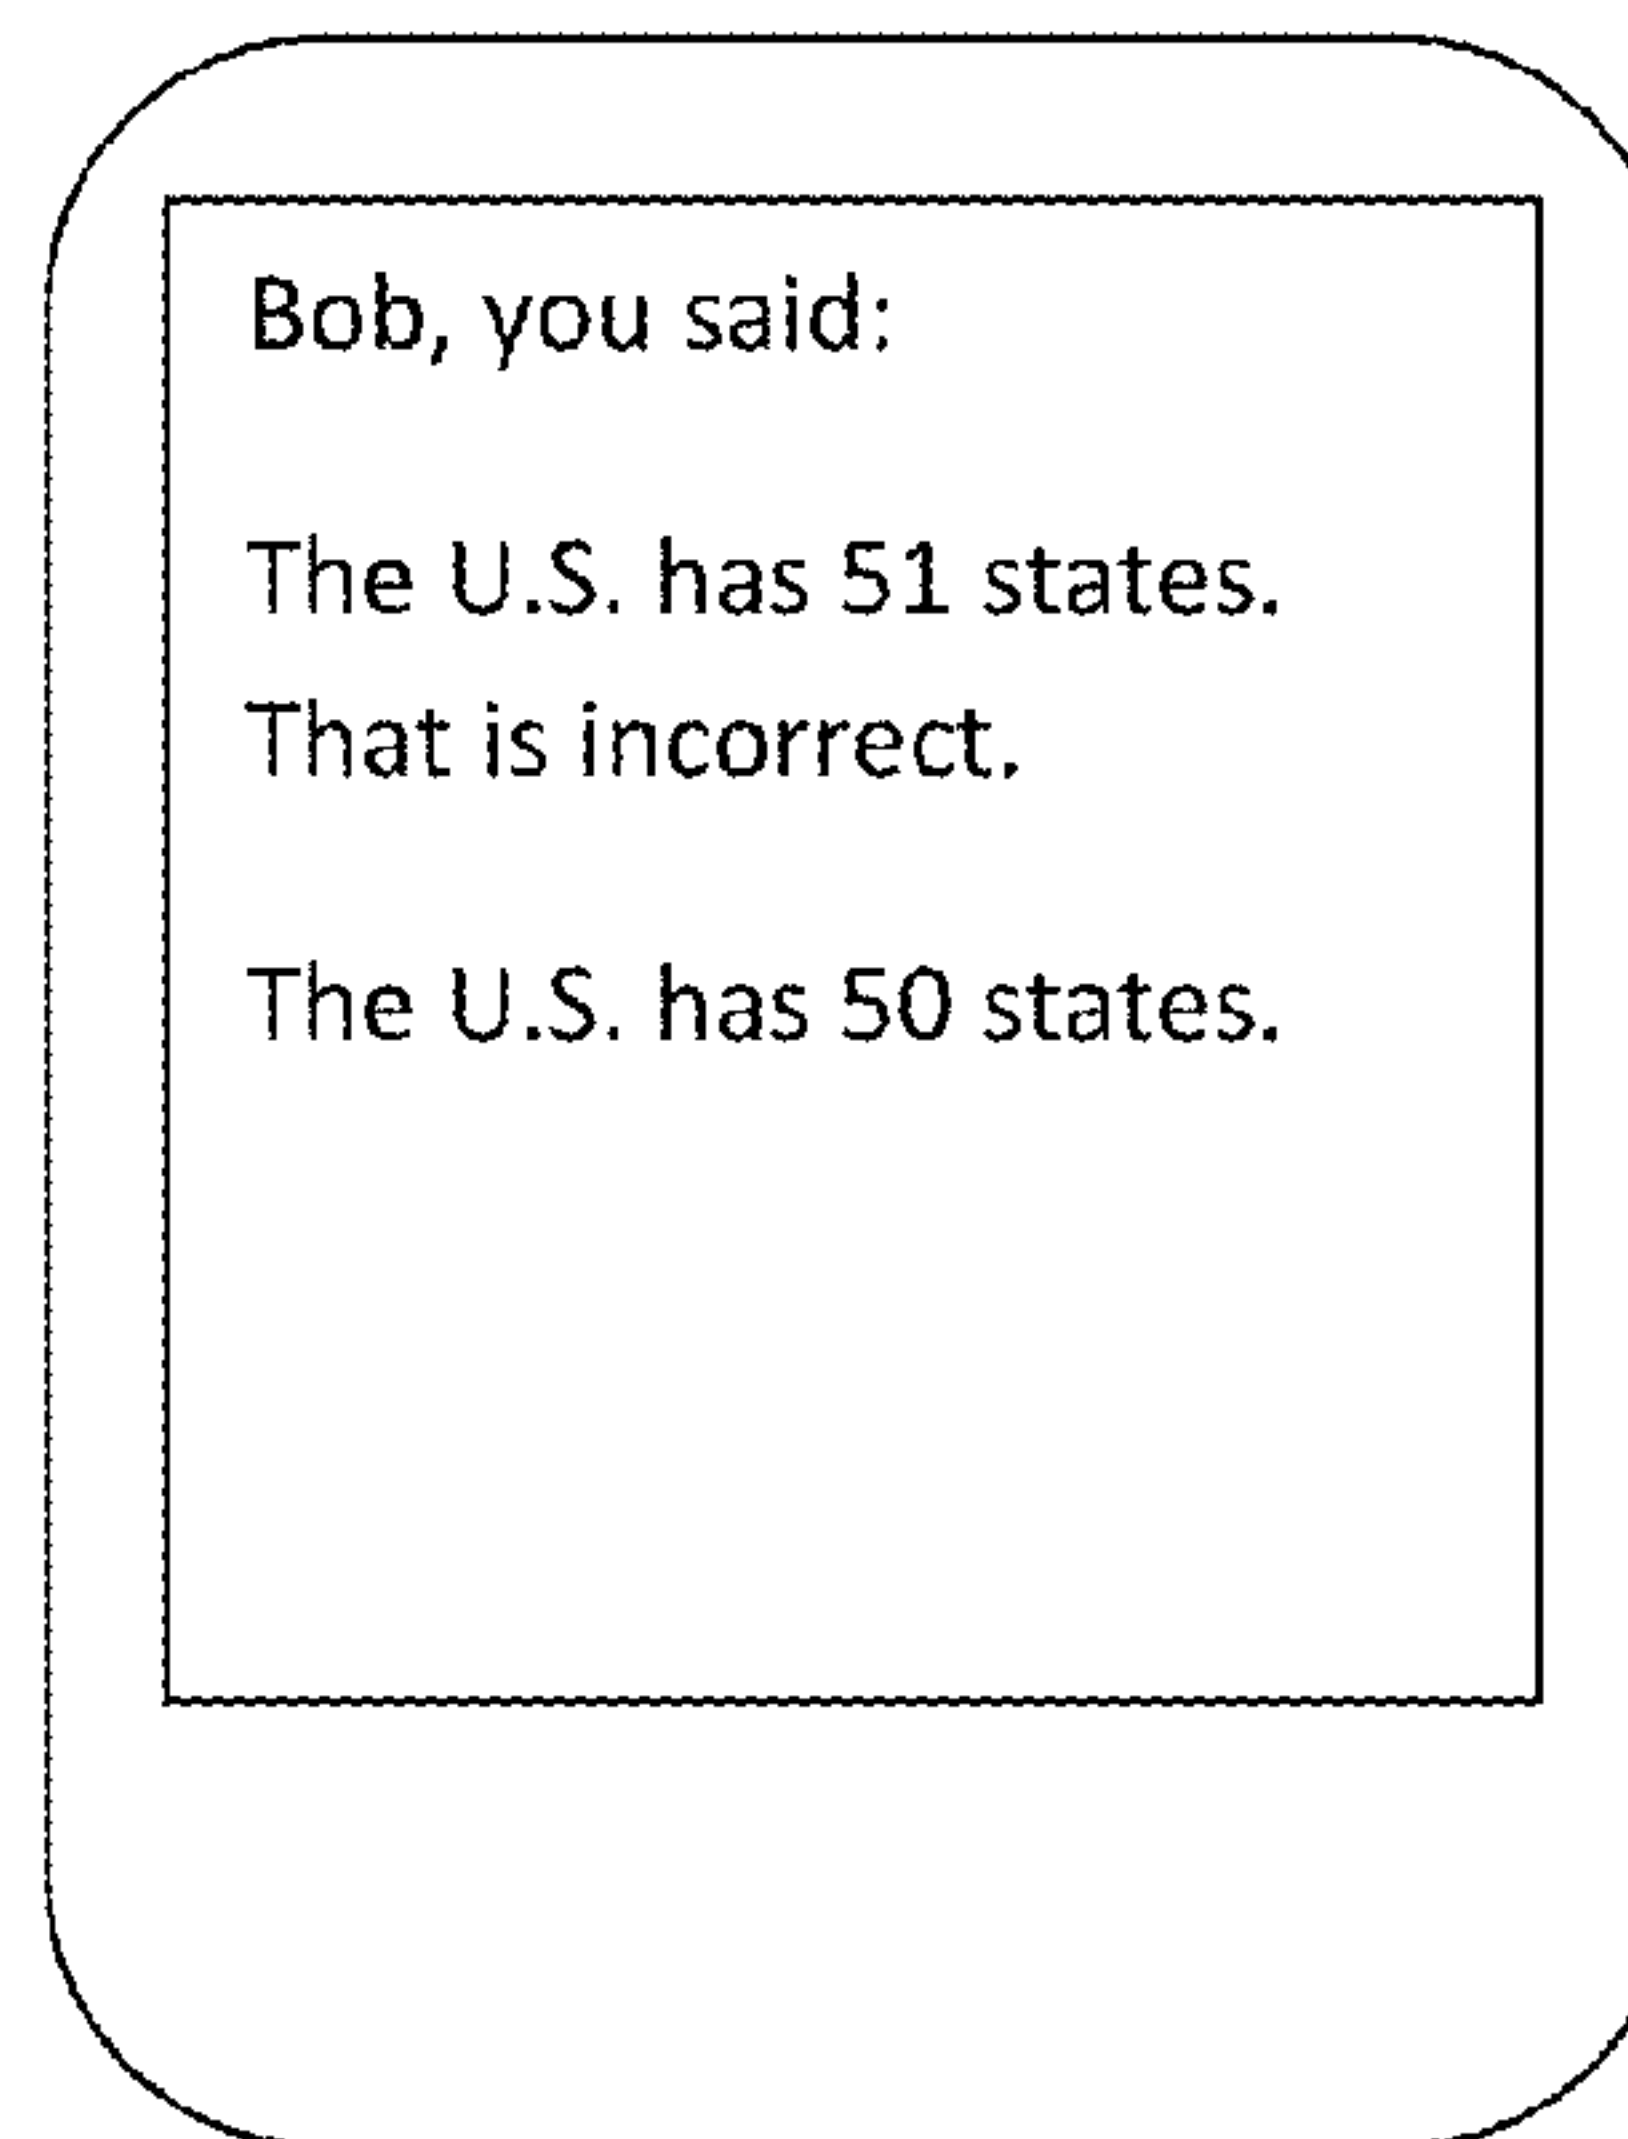 Bob, you said:
The U.S. has 51 states.
That is incorrect.
The U.S. has 50 states.